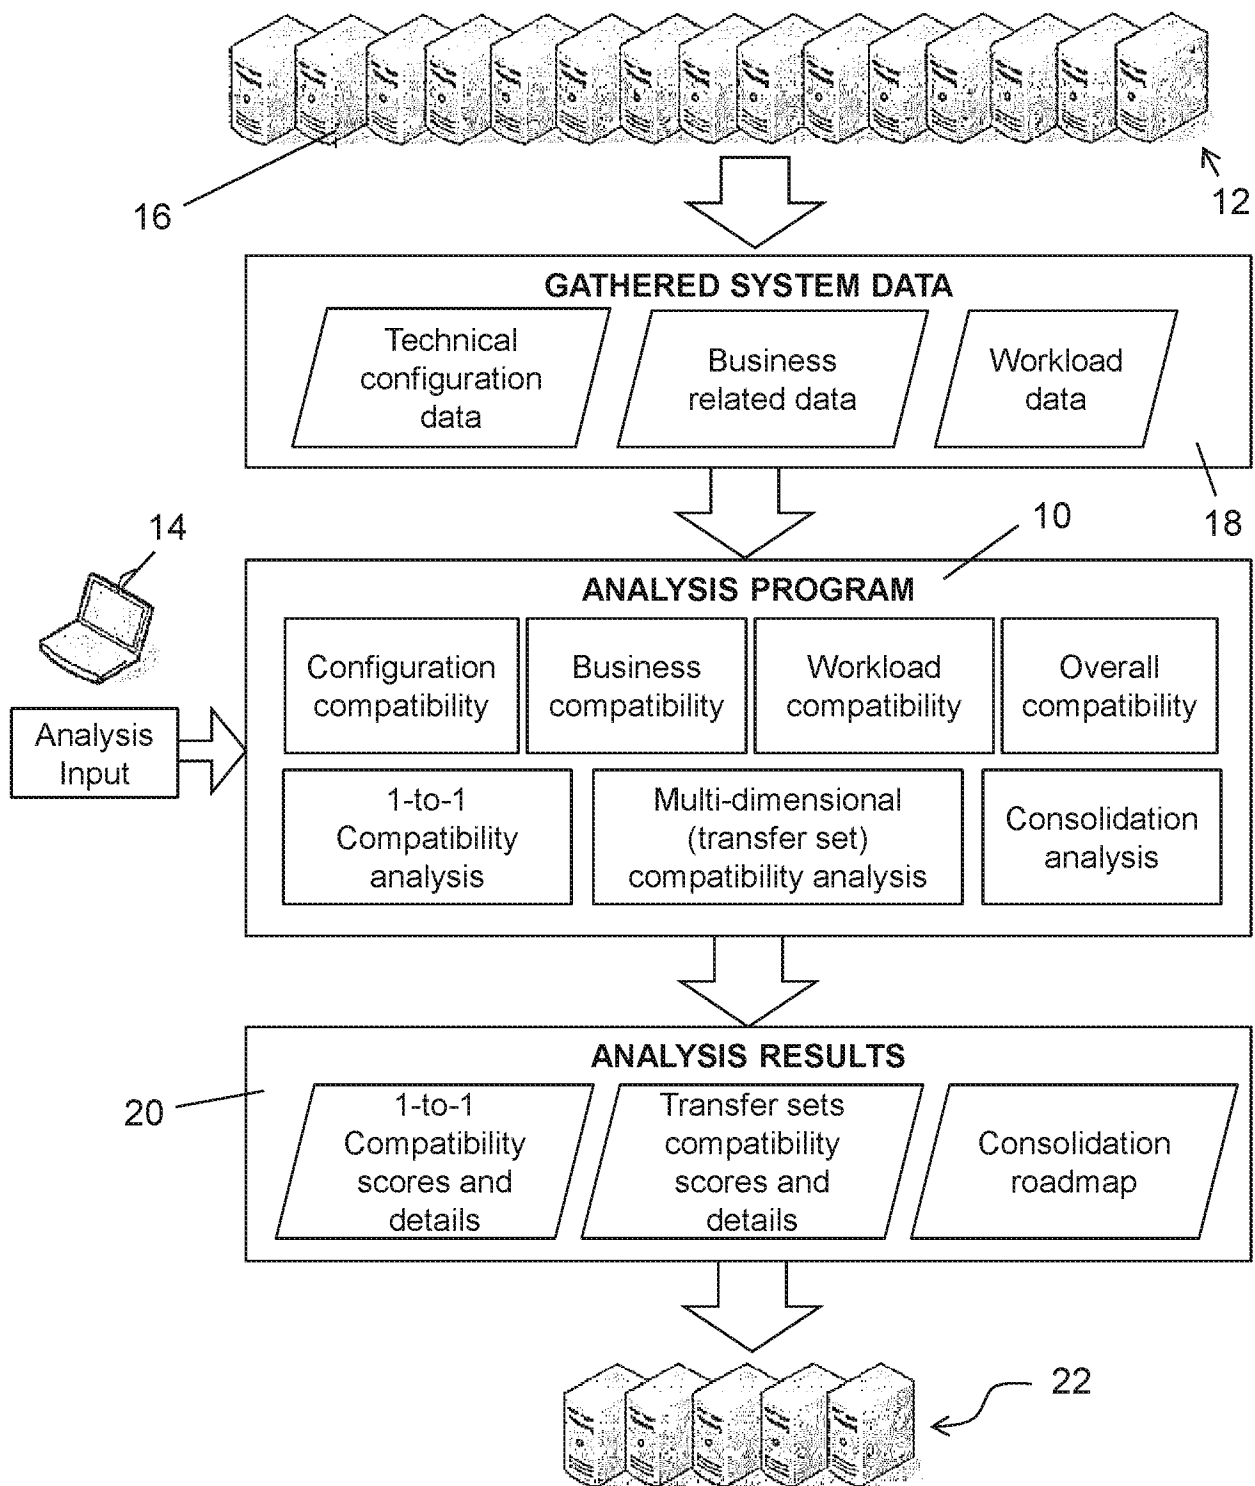 16
12
GATHERED SYSTEM DATA
Technical
configuration
data
Business
related data
Workload
data
18
14
10
ANALYSIS PROGRAM
Configuration
compatibility
Business
compatibility
Workload
compatibility
Overall
compatibility
Analysis
Input
1-to-1
Compatibility
analysis
Multi-dimensional
(transfer set)
compatibility analysis
Consolidation
analysis
ANALYSIS RESULTS
20
1-to-1
Compatibility
scores and
details
Transfer sets
compatibility
scores and
details
Consolidation
roadmap
22